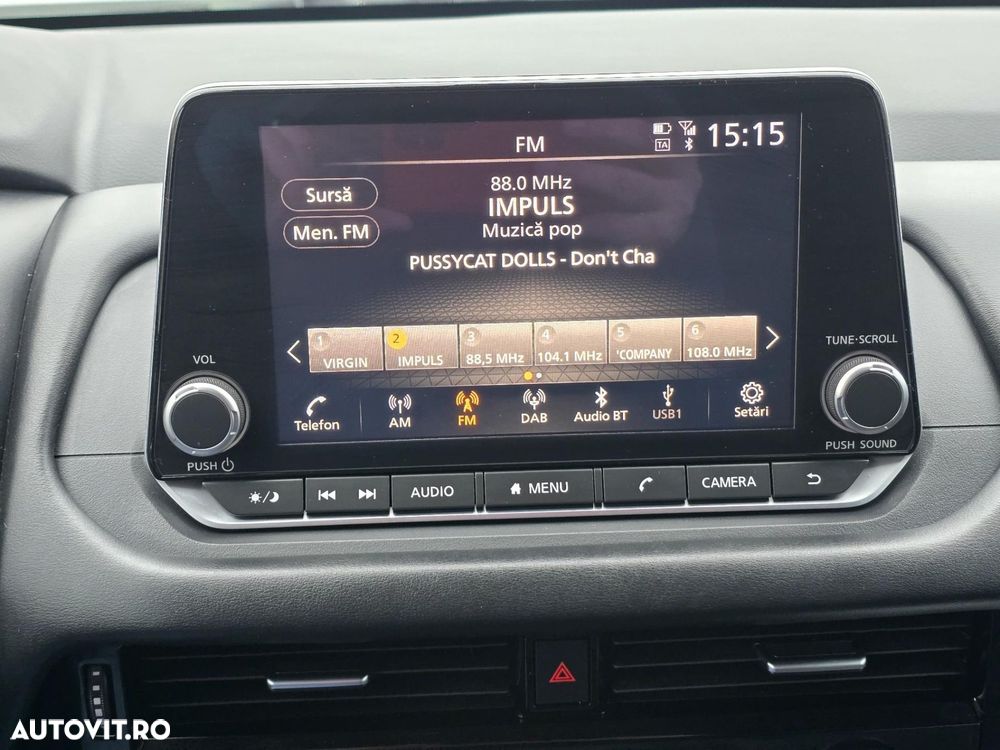 FM
TA
15:15
Sursă
Men. FM
88.0 MHz
IMPULS
Muzică pop
PUSSYCAT DOLLS - Don't Cha
1 VIRGIN
2 IMPULS
3 88,5 MHz
4 104.1 MHz
5 'COMPANY
6 108.0 MHz
Telefon
AM
FM
DAB
Audio BT
USB1
Setări
VOL
PUSH
TUNE·SCROLL
PUSH SOUND
AUDIO
MENU
CAMERA
AUTOVIT.RO